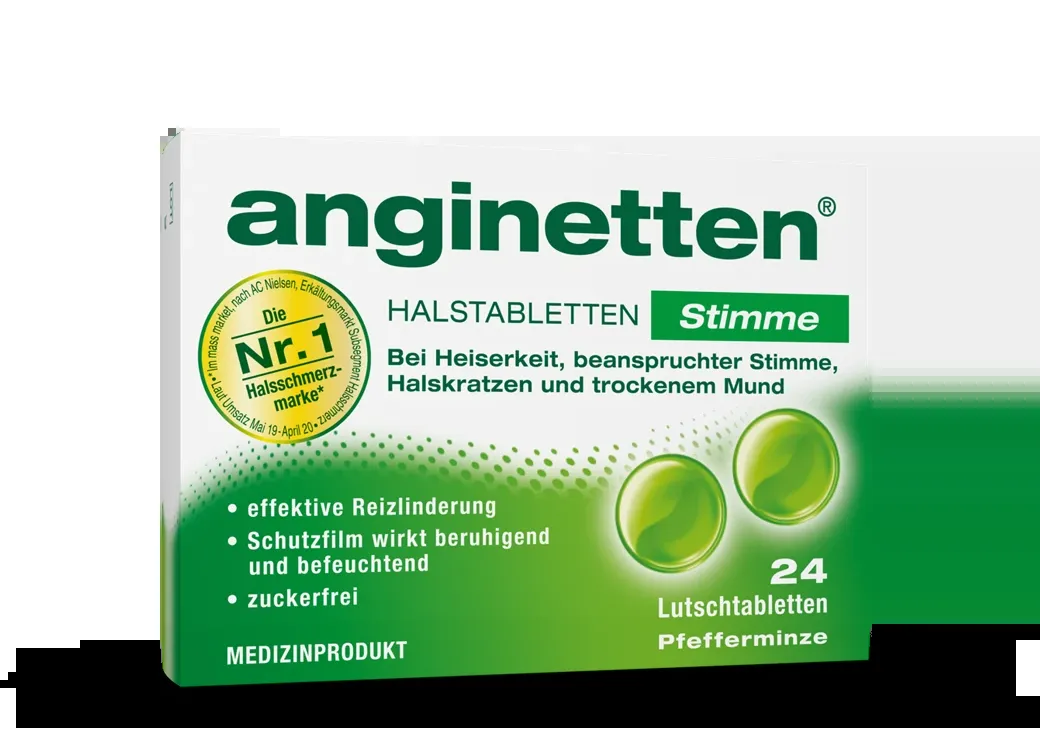 anginetten®
HALSTABLETTEN Stimme
Bei Heiserkeit, beanspruchter Stimme,
Halskratzen und trockenem Mund
*Im mass market, nach AC Nielsen, Erkältungsmarkt Subsegment Halsschmerz
• Laut Umsatz Mai 19-April 20 •
Die
Nr. 1
Halsschmerz-
marke*
• effektive Reizlinderung
• Schutzfilm wirkt beruhigend
und befeuchtend
• zuckerfrei
24
Lutschtabletten
Pfefferminze
MEDIZINPRODUKT